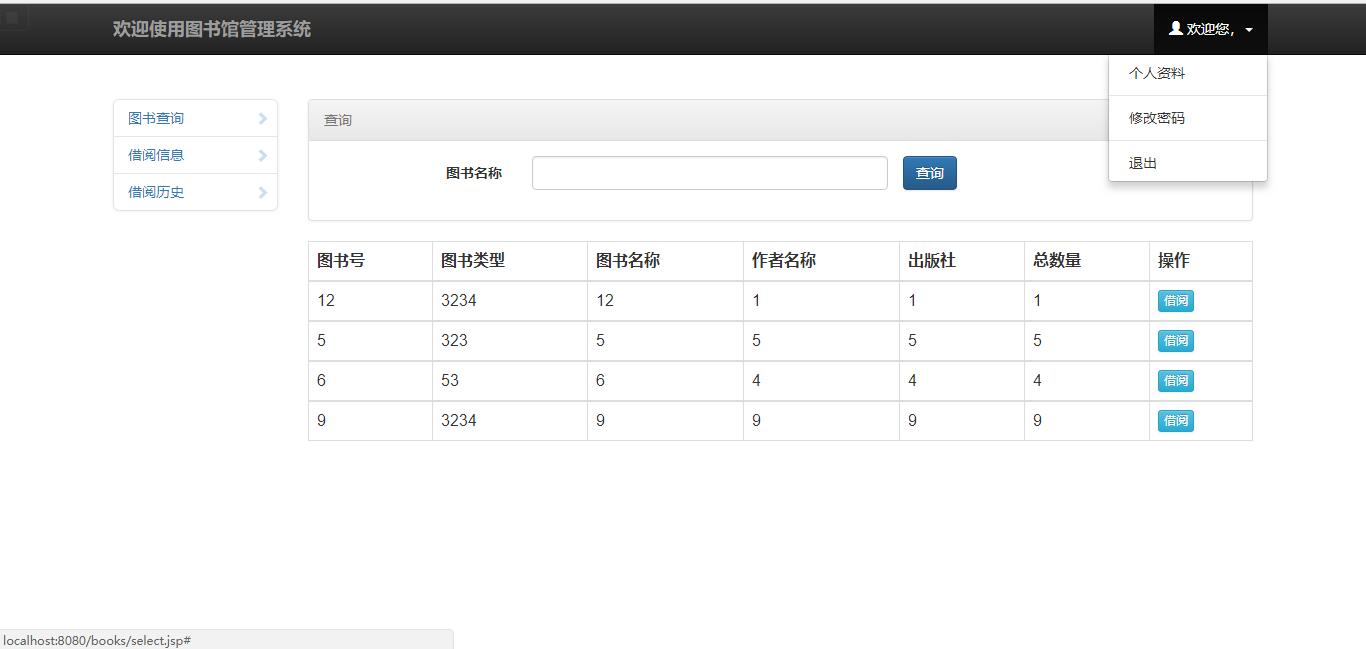 欢迎使用图书馆管理系统
欢迎您,
个人资料
修改密码
退出
图书查询
借阅信息
借阅历史
查询
图书名称
查询
图书号 图书类型 图书名称 作者名称 出版社 总数量 操作
12 3234 12 1 1 1 借阅
5 323 5 5 5 5 借阅
6 53 6 4 4 4 借阅
9 3234 9 9 9 9 借阅
localhost:8080/books/select.jsp#